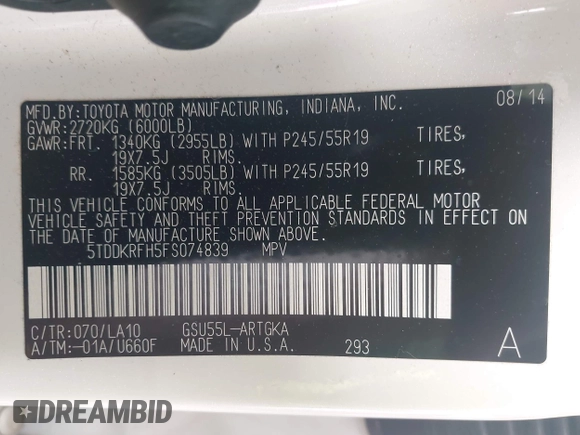 MFD.BY:TOYOTA MOTOR MANUFACTURING, INDIANA, INC. 08/14
GVWR:2720KG (6000LB)
GAWR:FRT. 1340KG (2955LB) WITH P245/55R19 TIRES,
19X7.5J RIMS.
RR. 1585KG (3505LB) WITH P245/55R19 TIRES,
19X7.5J RIMS.
THIS VEHICLE CONFORMS TO ALL APPLICABLE FEDERAL MOTOR
VEHICLE SAFETY AND THEFT PREVENTION STANDARDS IN EFFECT ON
THE DATE OF MANUFACTURE SHOWN ABOVE.
5TDDKRFH5FS074839 MPV
C/TR:070/LA10 GSU55L-ARTGKA
A/TM:-01A/U660F MADE IN U.S.A. 293 A
DREAMBID